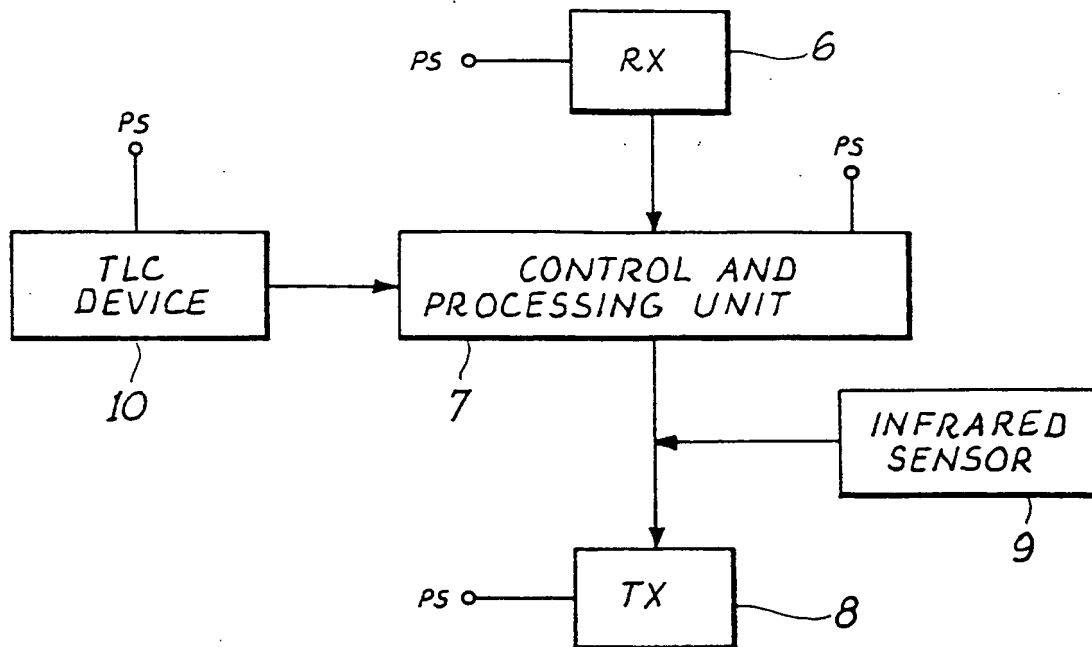 PS
RX
6
PS
PS
TLC
DEVICE
CONTROL AND
PROCESSING UNIT
10
7
INFRARED
SENSOR
9
PS
TX
8